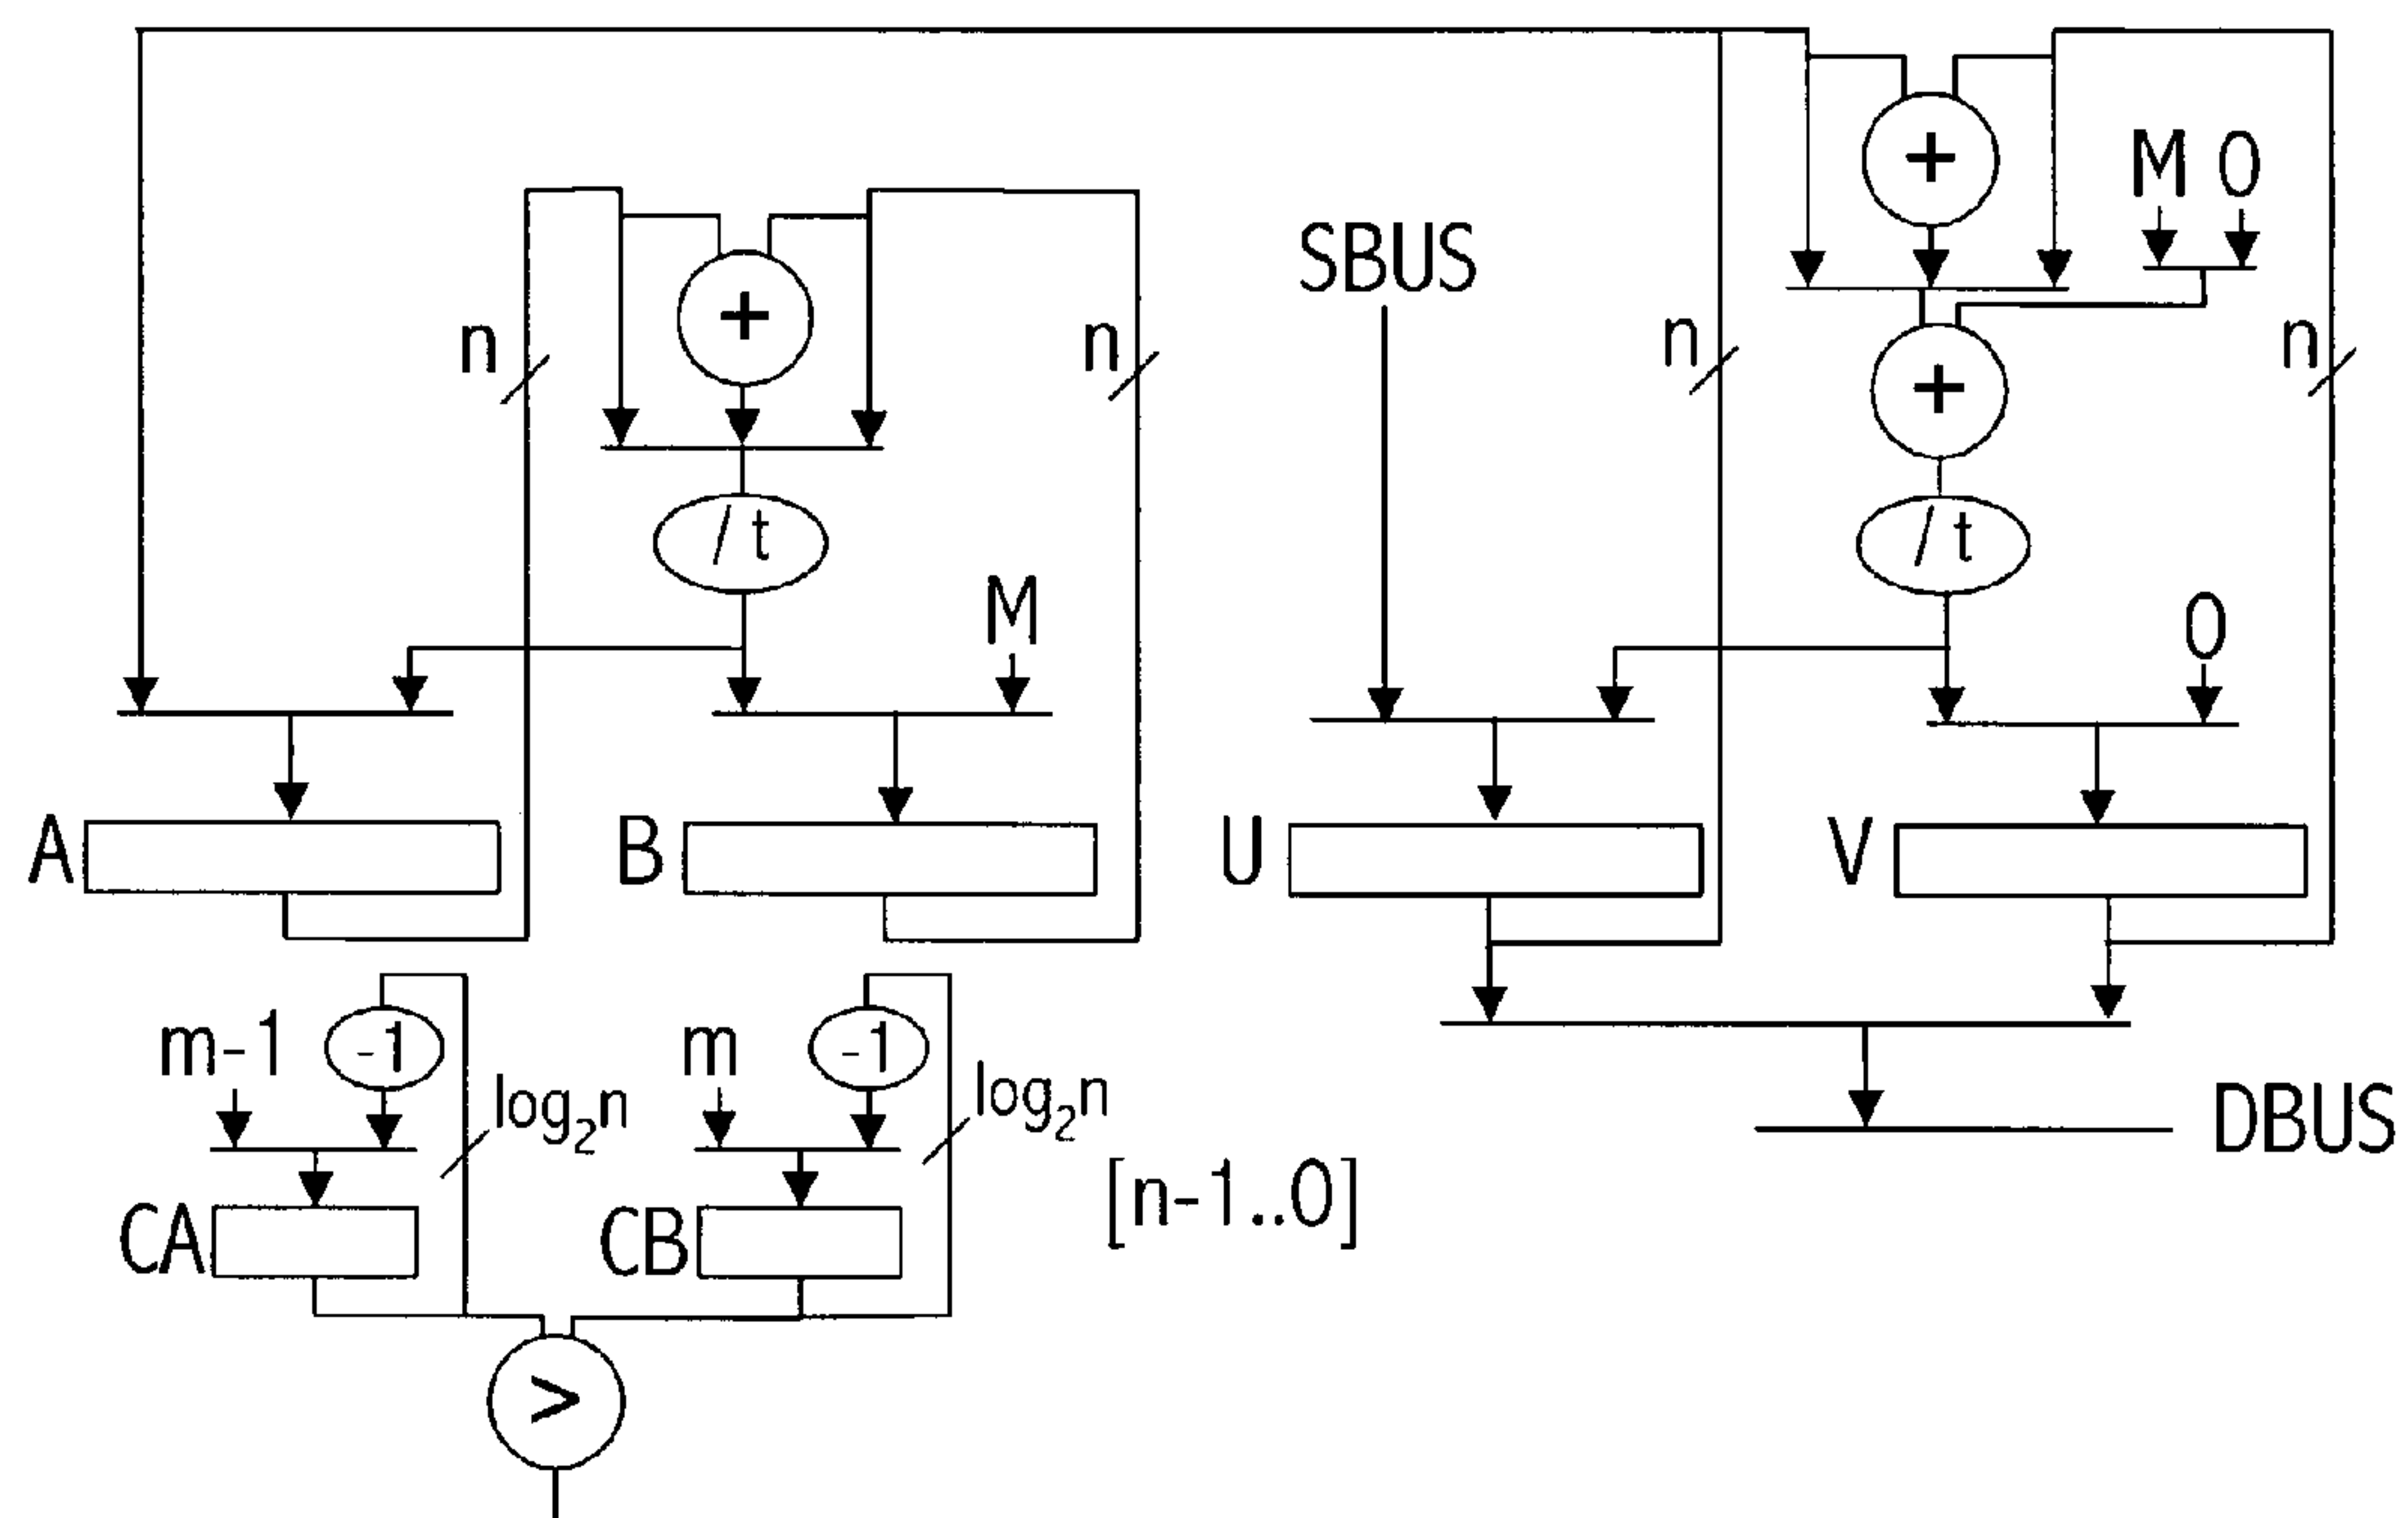 +
M 0
+
SBUS
n
n
n
n
+
/ t
/ t
M
0
A
B
U
V
m-1
-1
m
-1
log2n
log2n
DBUS
[n-1..0]
CA
CB
>